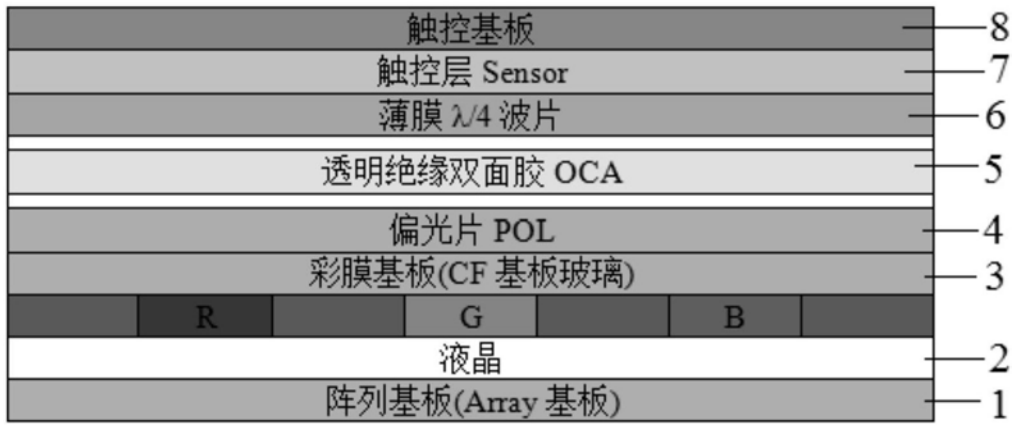 触控基板 8
触控层 Sensor 7
薄膜 λ/4 波片 6
透明绝缘双面胶 OCA 5
偏光片 POL 4
彩膜基板(CF 基板玻璃) 3
R G B
液晶 2
阵列基板(Array 基板) 1